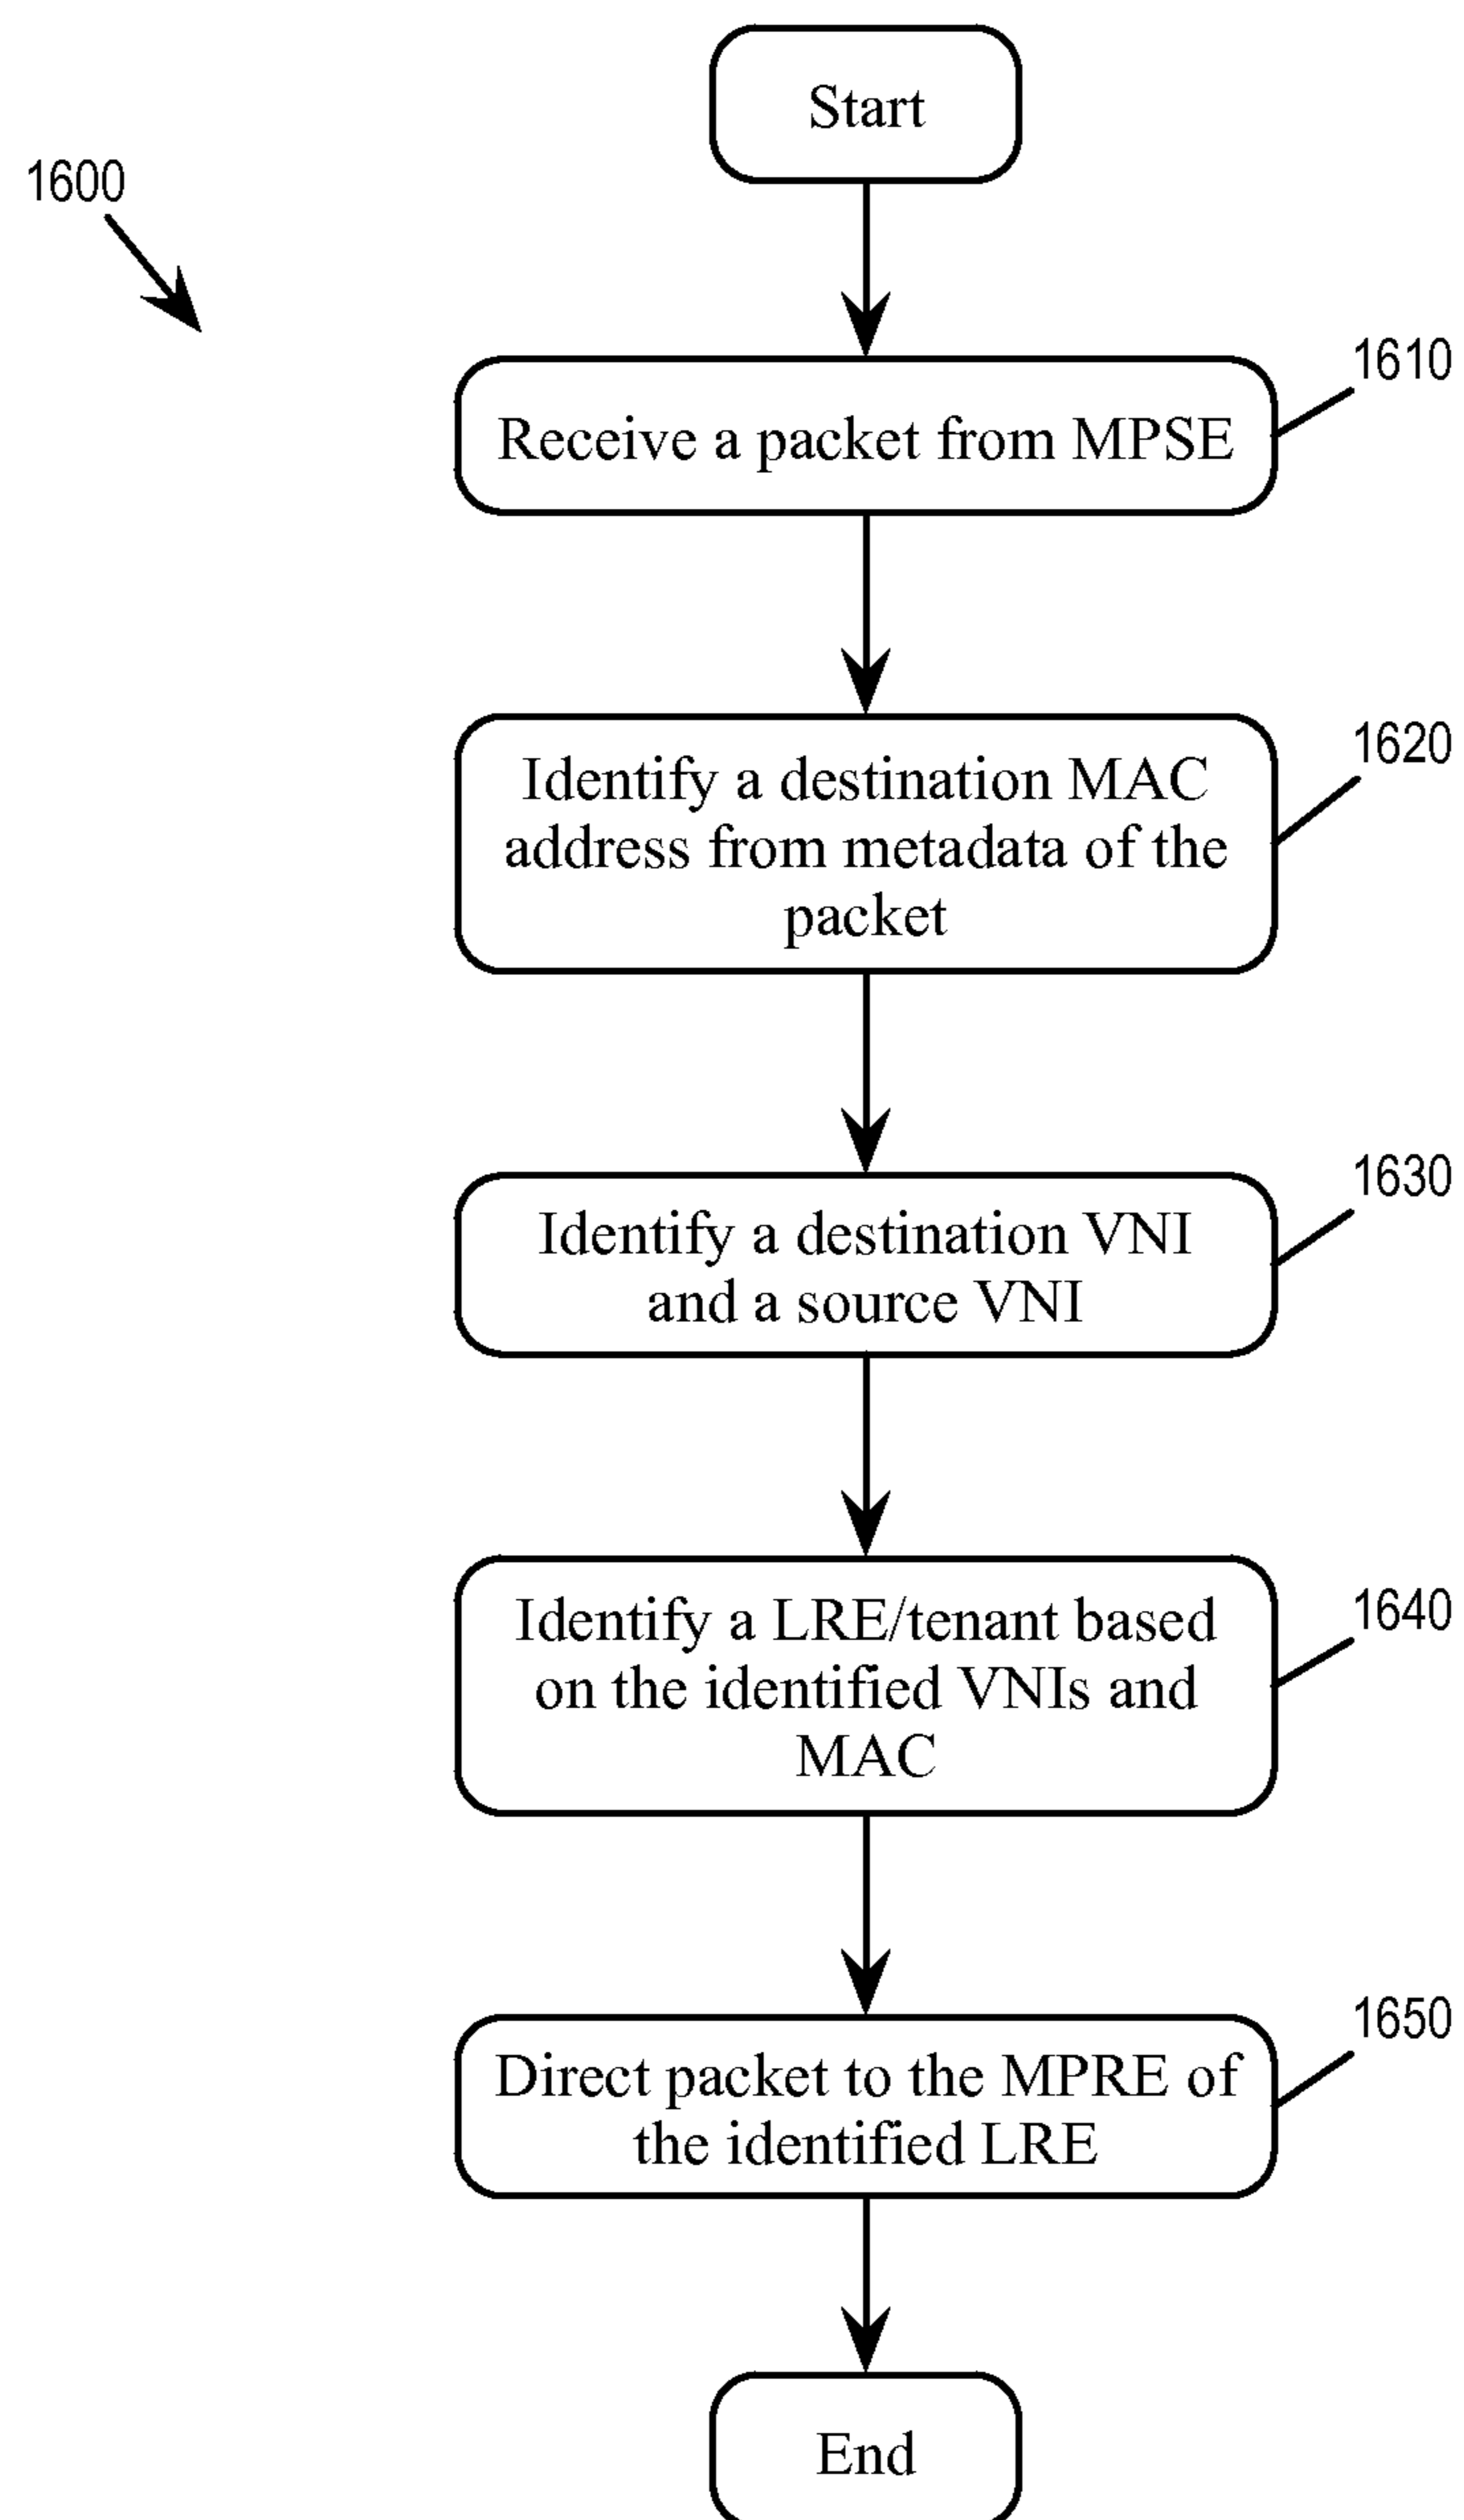 Start
1600
1610
Receive a packet from MPSE
1620
Identify a destination MAC
address from metadata of the
packet
1630
Identify a destination VNI
and a source VNI
1640
Identify a LRE/tenant based
on the identified VNIs and
MAC
1650
Direct packet to the MPRE of
the identified LRE
End